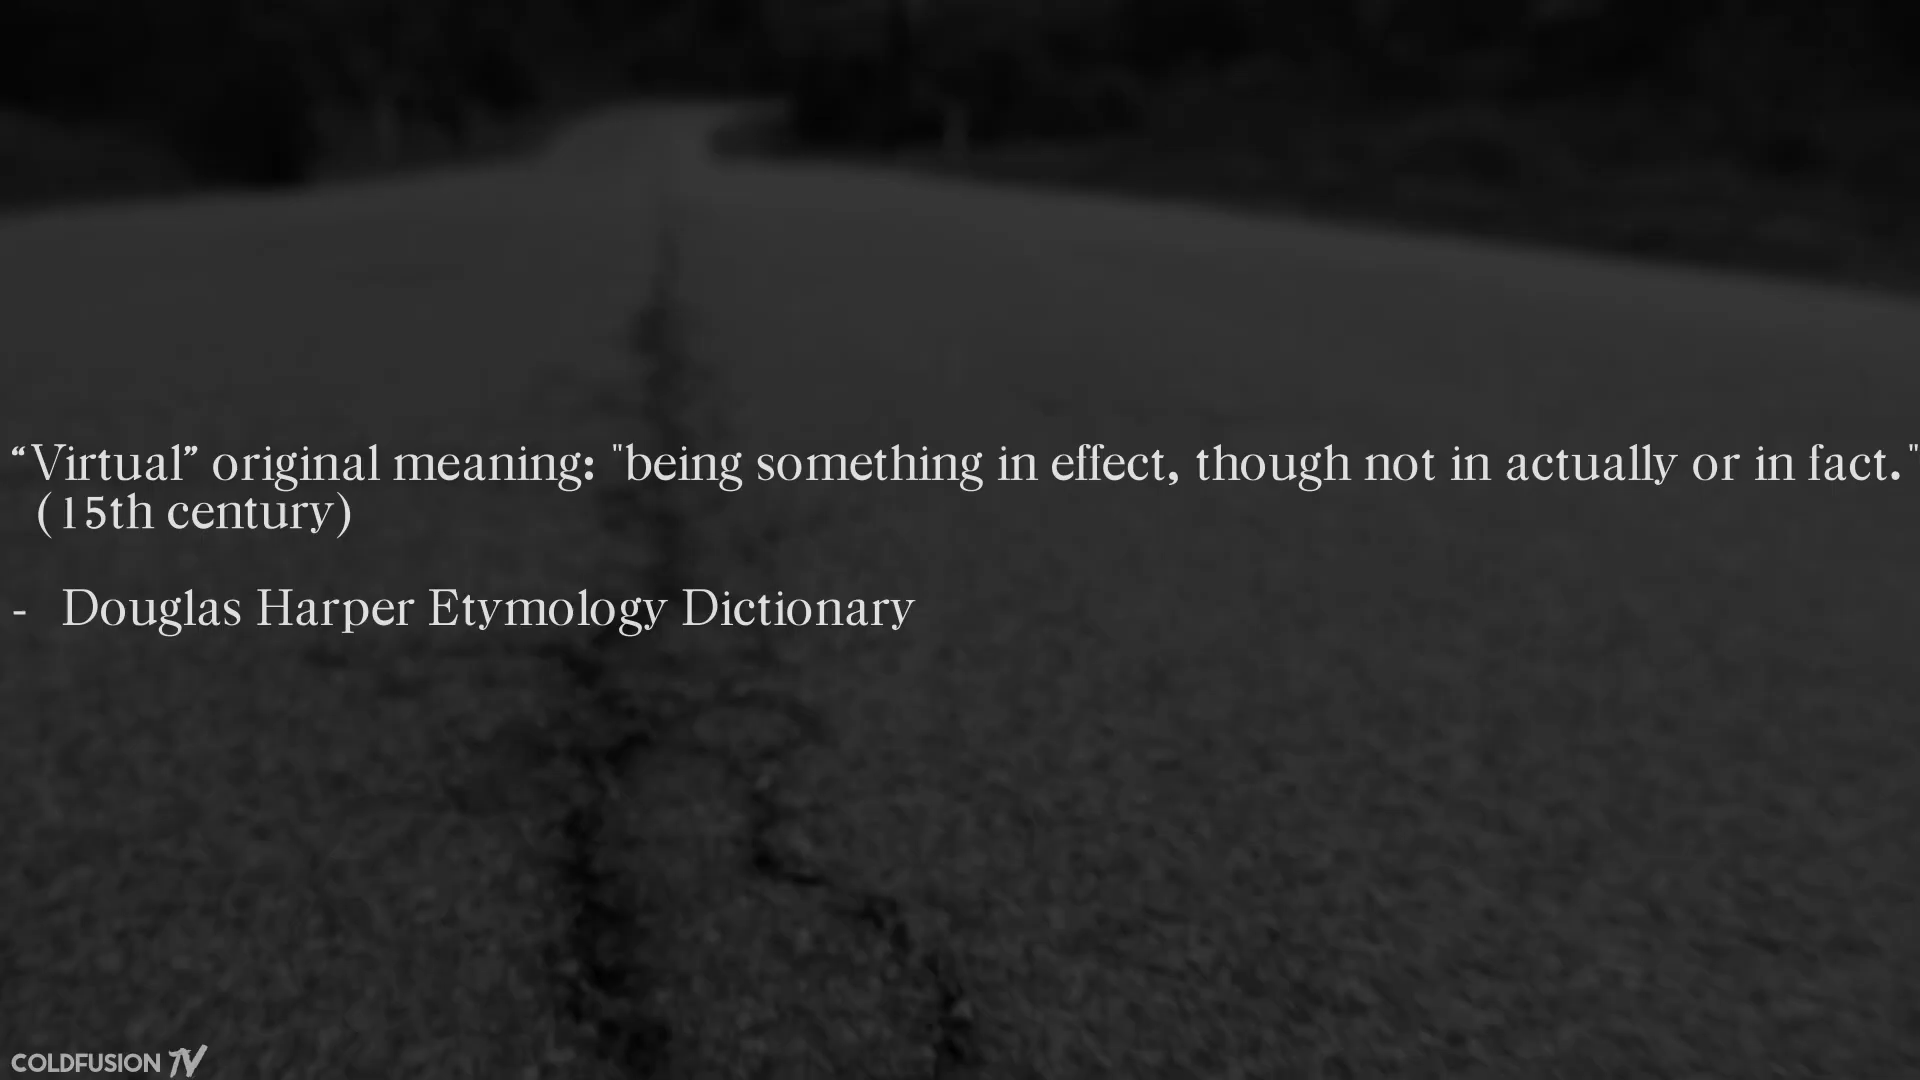 “Virtual” original meaning: "being something in effect, though not in actually or in fact."
(15th century)
- Douglas Harper Etymology Dictionary
COLDFUSION TV